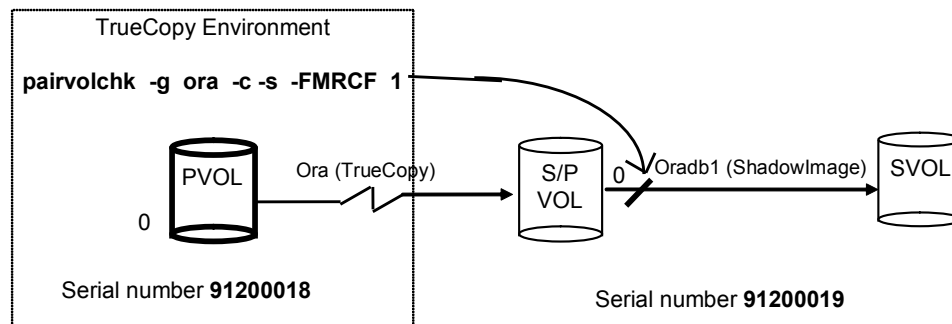 TrueCopy Environment
pairvolchk -g ora -c -s -FMRCF 1
PVOL
0
Ora (TrueCopy)
S/P
VOL
0
Oradb1 (ShadowImage)
SVOL
Serial number 91200018
Serial number 91200019